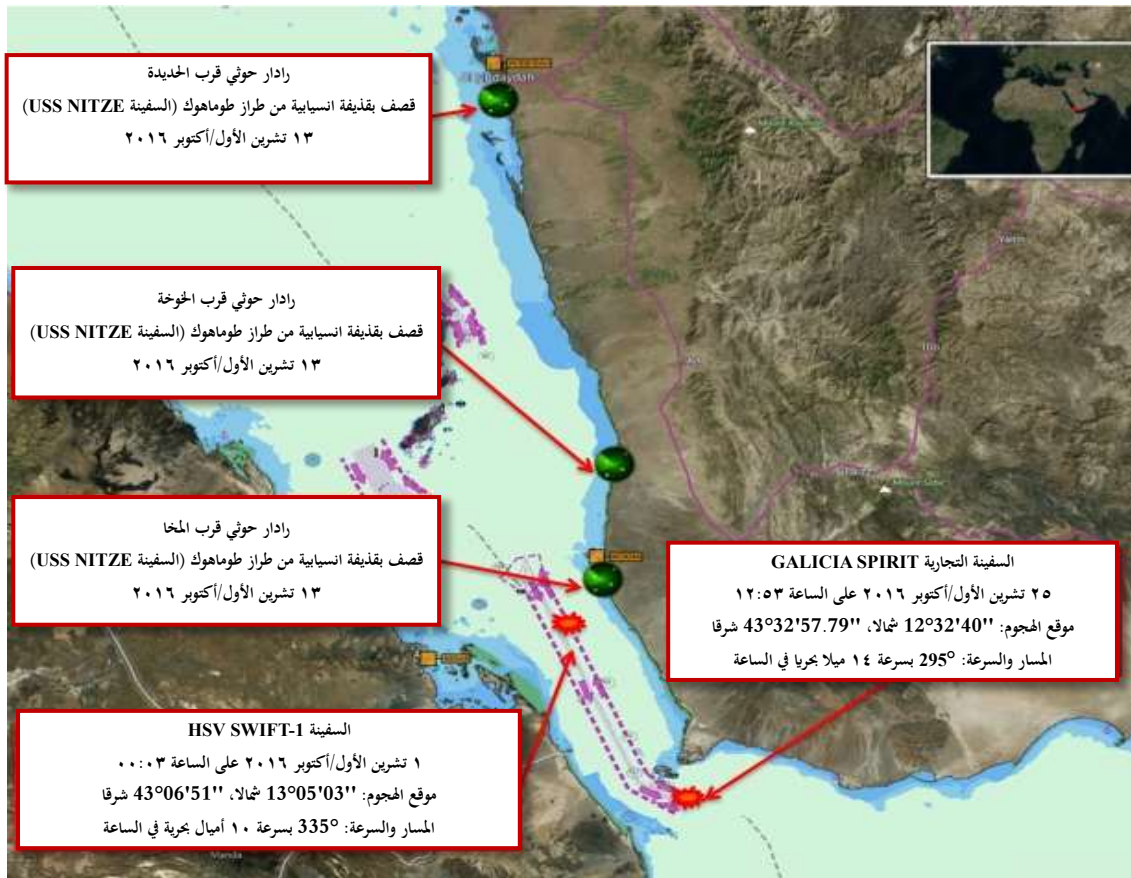 رادار حوثي قرب الحديدة
قصف بقذيفة انسيابية من طراز طوماهوك (السفينة USS NITZE)
١٣ تشرين الأول/أكتوبر ٢٠١٦
رادار حوثي قرب الخوخة
قصف بقذيفة انسيابية من طراز طوماهوك (السفينة USS NITZE)
١٣ تشرين الأول/أكتوبر ٢٠١٦
رادار حوثي قرب المخا
قصف بقذيفة انسيابية من طراز طوماهوك (السفينة USS NITZE)
١٣ تشرين الأول/أكتوبر ٢٠١٦
السفينة التجارية GALICIA SPIRIT
٢٥ تشرين الأول/أكتوبر ٢٠١٦ على الساعة ١٢:٥٣
موقع الهجوم: 12°32'40'' شمالا، 43°32'57.79'' شرقا
المسار والسرعة: 295° بسرعة ١٤ ميلا بحريا في الساعة
السفينة HSV SWIFT-1
١ تشرين الأول/أكتوبر ٢٠١٦ على الساعة ٠٠:٠٣
موقع الهجوم: 13°05'03'' شمالا، 43°06'51'' شرقا
المسار والسرعة: 335° بسرعة ١٠ أميال بحرية في الساعة
Yarim
Ibb
Manda